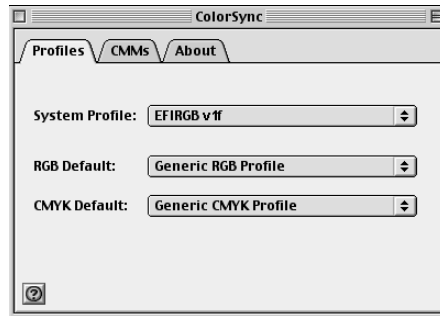 ColorSync
Profiles CMMs About
System Profile: EFIRGB v1f
RGB Default: Generic RGB Profile
CMYK Default: Generic CMYK Profile
?